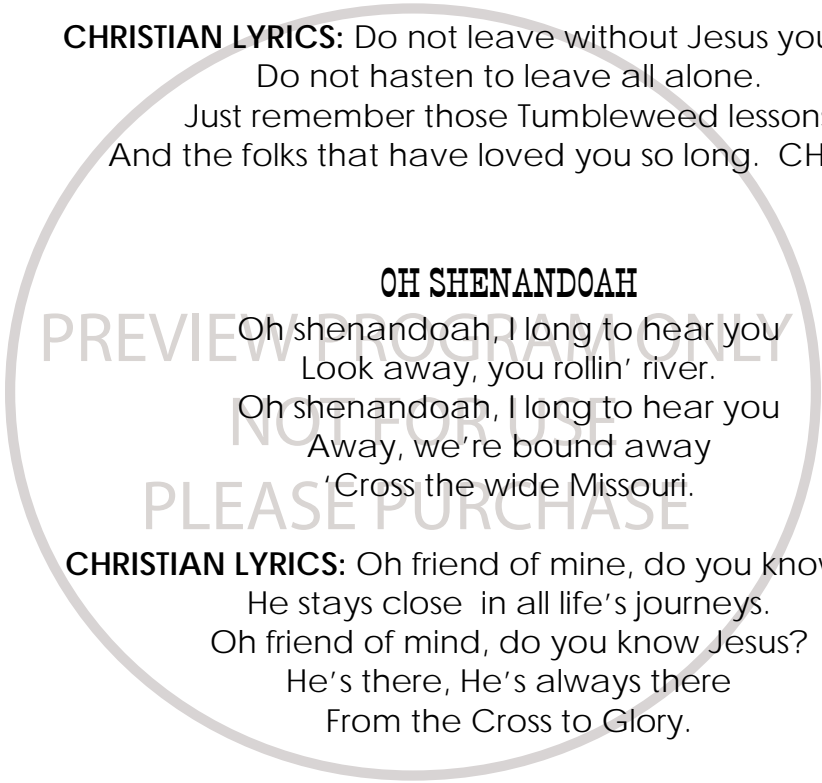 CHRISTIAN LYRICS: Do not leave without Jesus
Do not hasten to leave all alone.
Just remember those Tumbleweed lessons
And the folks that have loved you so long. CH
OH SHENANDOAH
Oh shenandoah, I long to hear you
Look away, you rollin’ river.
Oh shenandoah, I long to hear you
Away, we’re bound away
‘Cross the wide Missouri.
CHRISTIAN LYRICS: Oh friend of mine, do you know
He stays close in all life’s journeys.
Oh friend of mind, do you know Jesus?
He’s there, He’s always there
From the Cross to Glory.
PREVIEW PROGRAM ONLY
NOT FOR USE
PLEASE PURCHASE